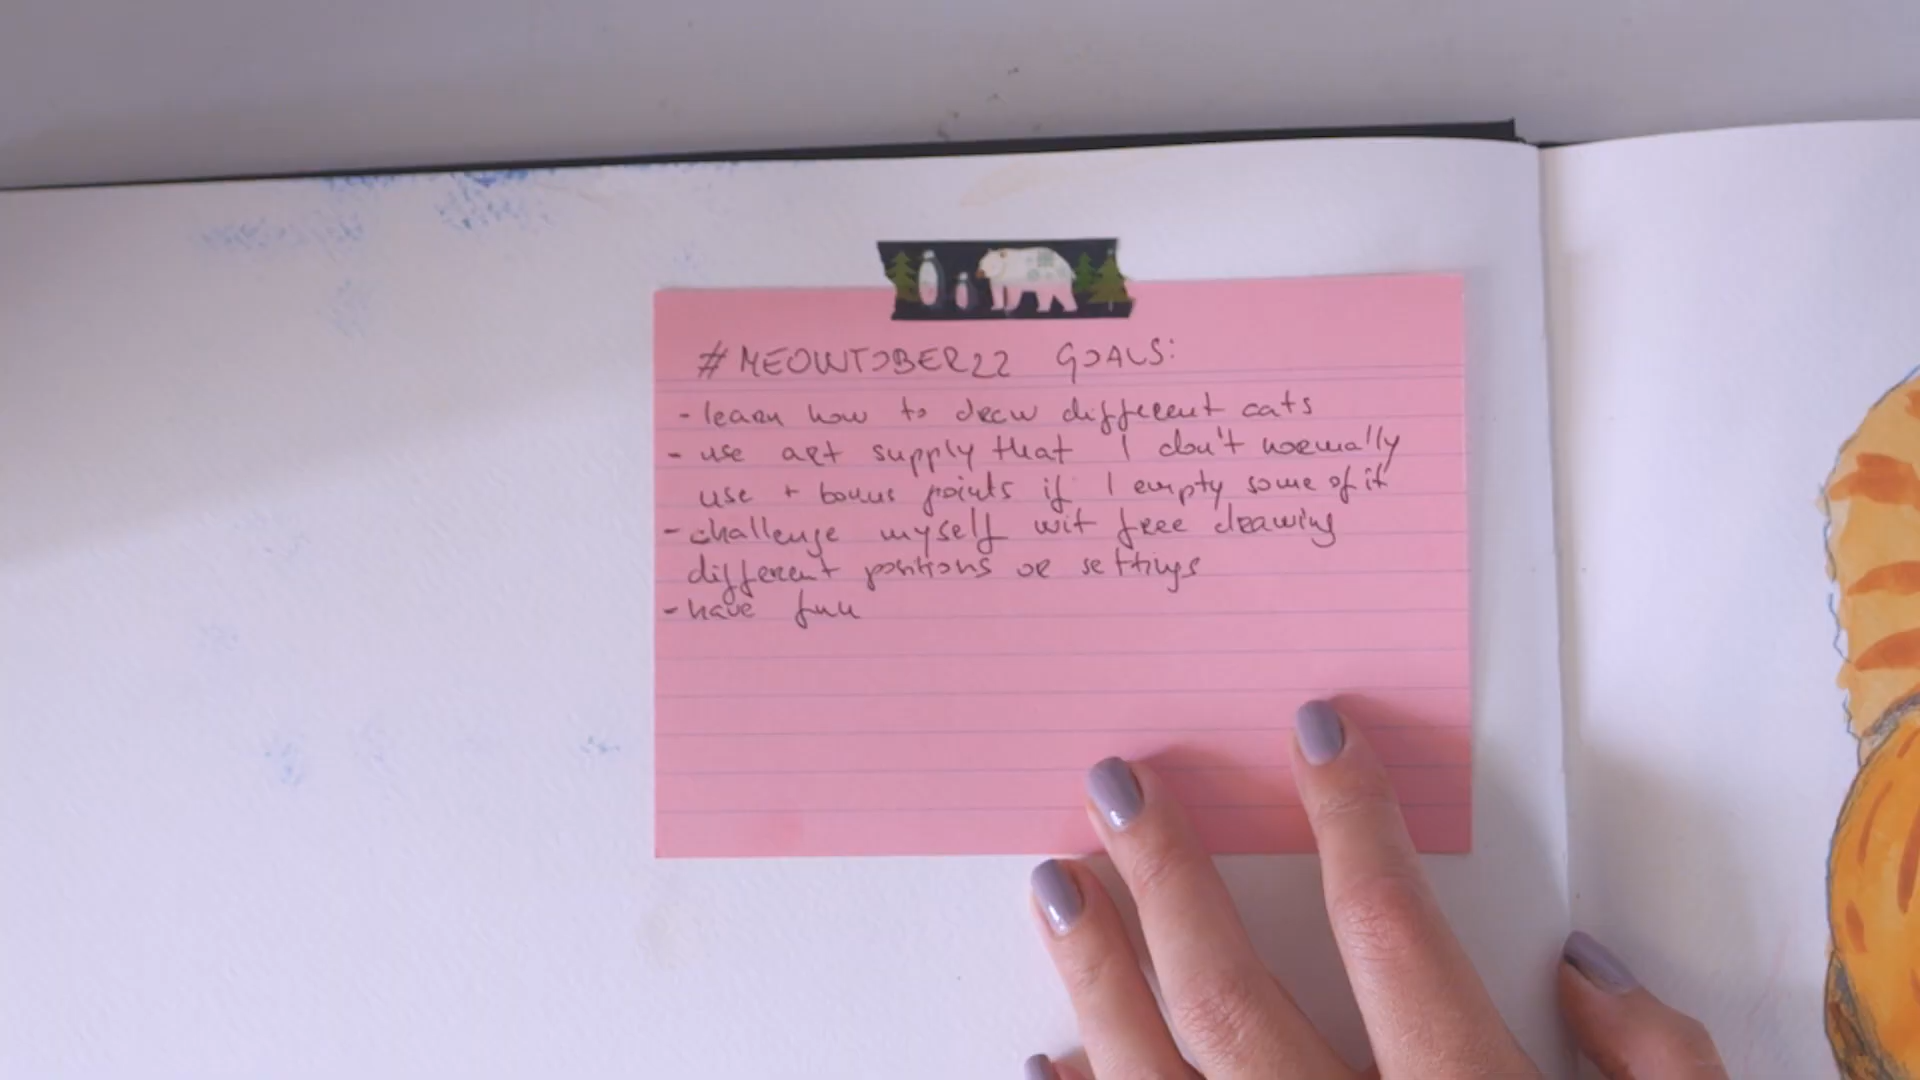 # MEOWTOBER22 GOALS:
- learn how to draw different cats
- use art supply that I don't normally
use + bonus points if I empty some of it
- challenge myself wit free drawing
different positions or settings
- have fun